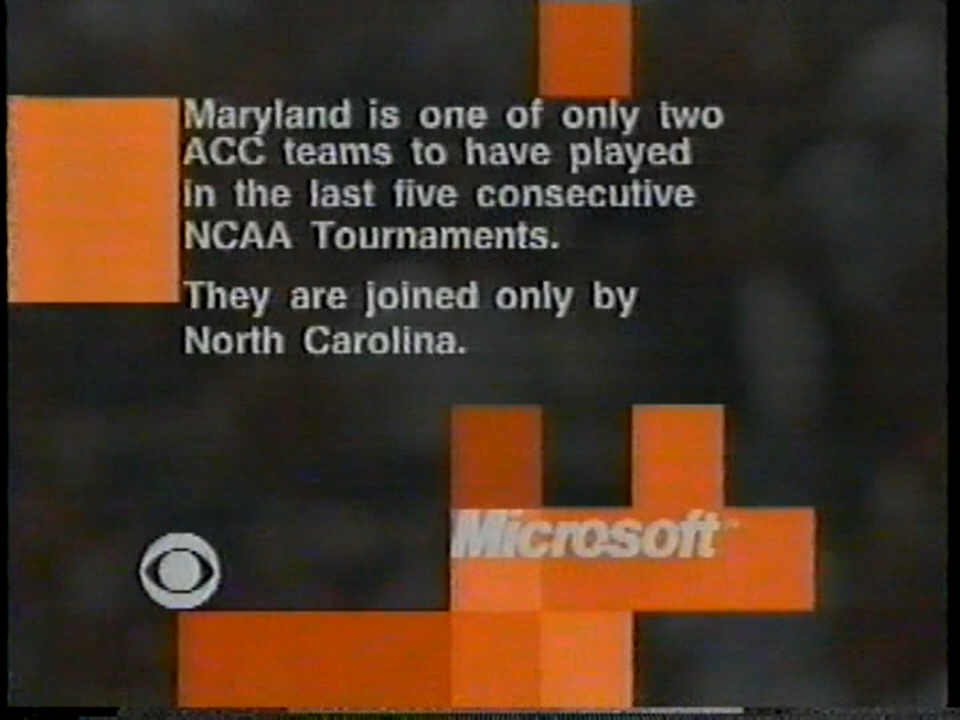 Maryland is one of only two
ACC teams to have played
in the last five consecutive
NCAA Tournaments.
They are joined only by
North Carolina.
Microsoft™